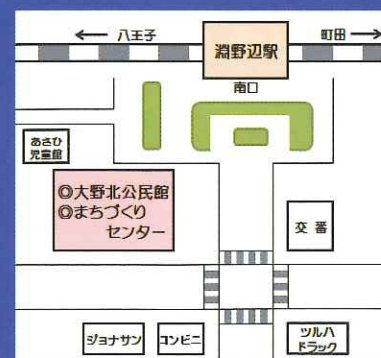 ← 八王子
町田 →
淵野辺駅
南口
あさひ
児童館
◎大野北公民館
◎まちづくり
センター
交番
ジョナサン
コンビニ
ツルハ
ドラック